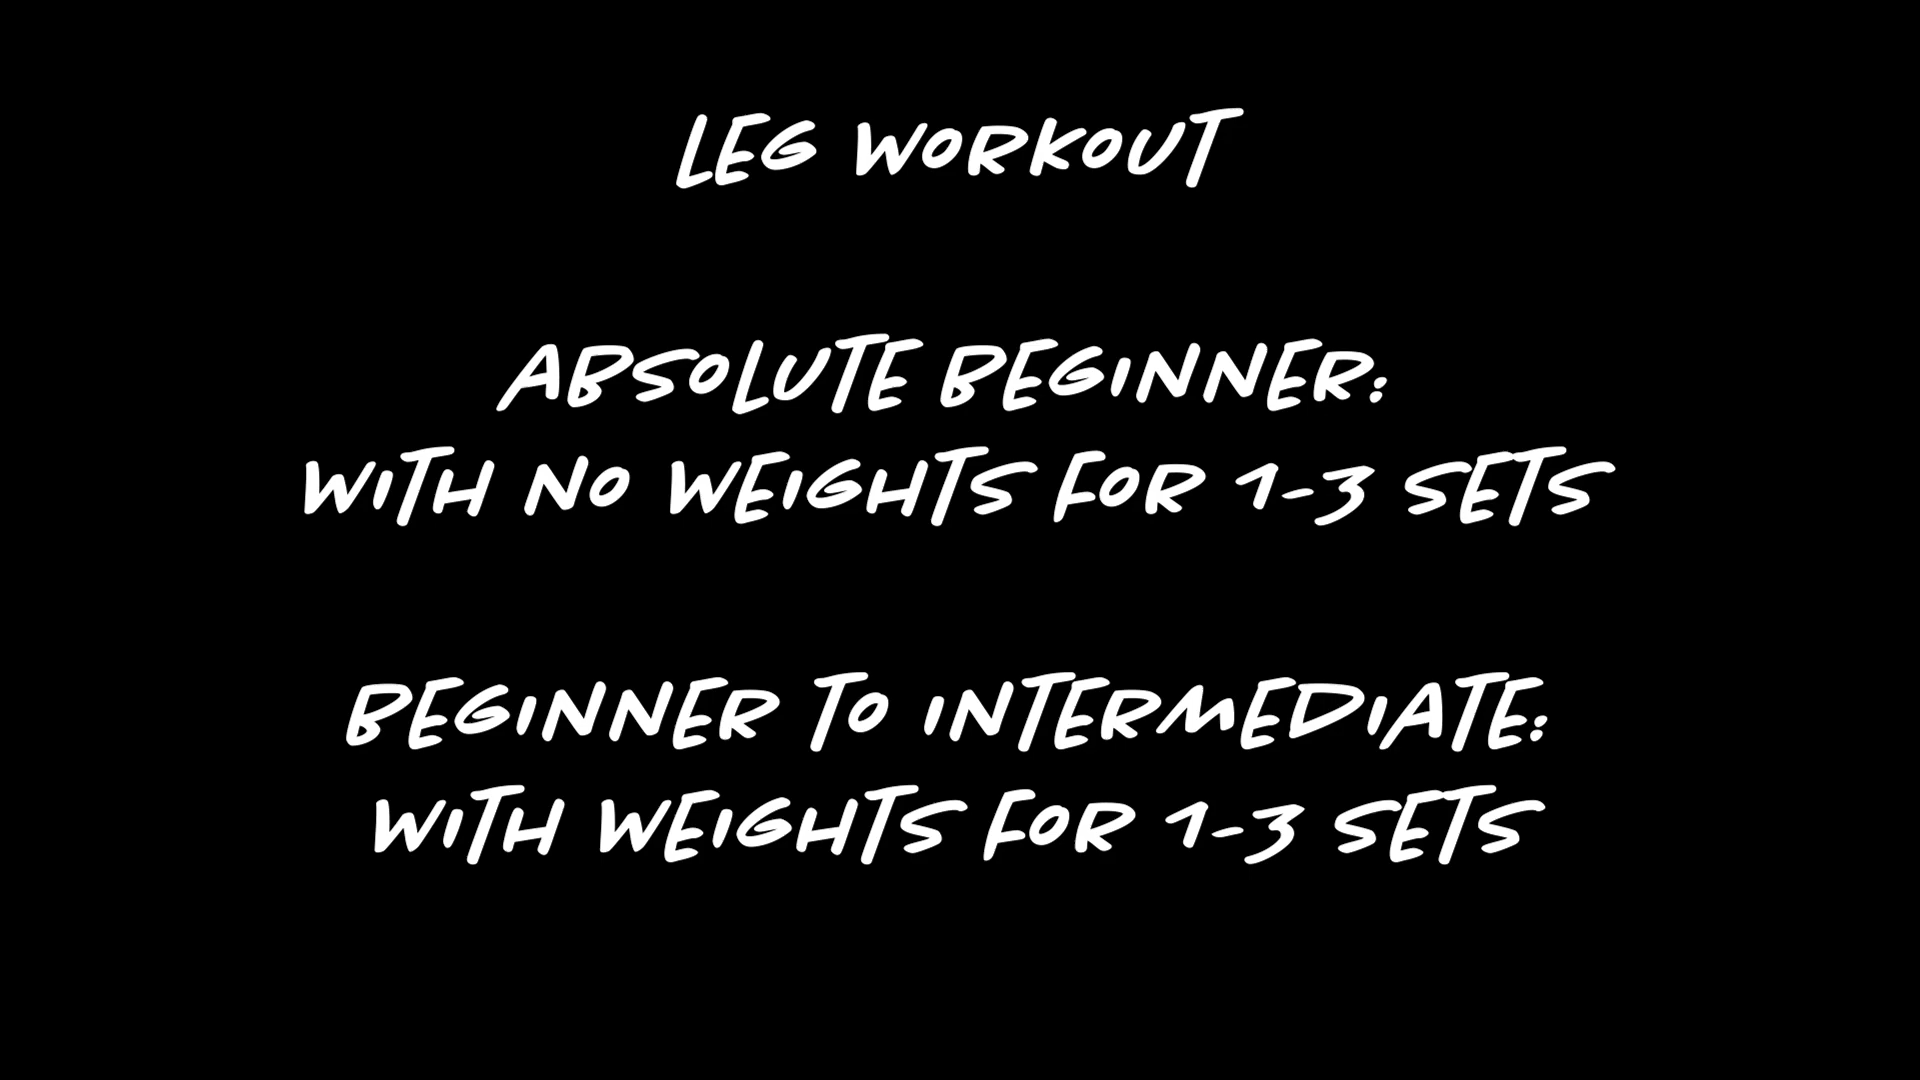 LEG WORKOUT
ABSOLUTE BEGINNER:
WITH NO WEIGHTS FOR 1-3 SETS
BEGINNER TO INTERMEDIATE:
WITH WEIGHTS FOR 1-3 SETS